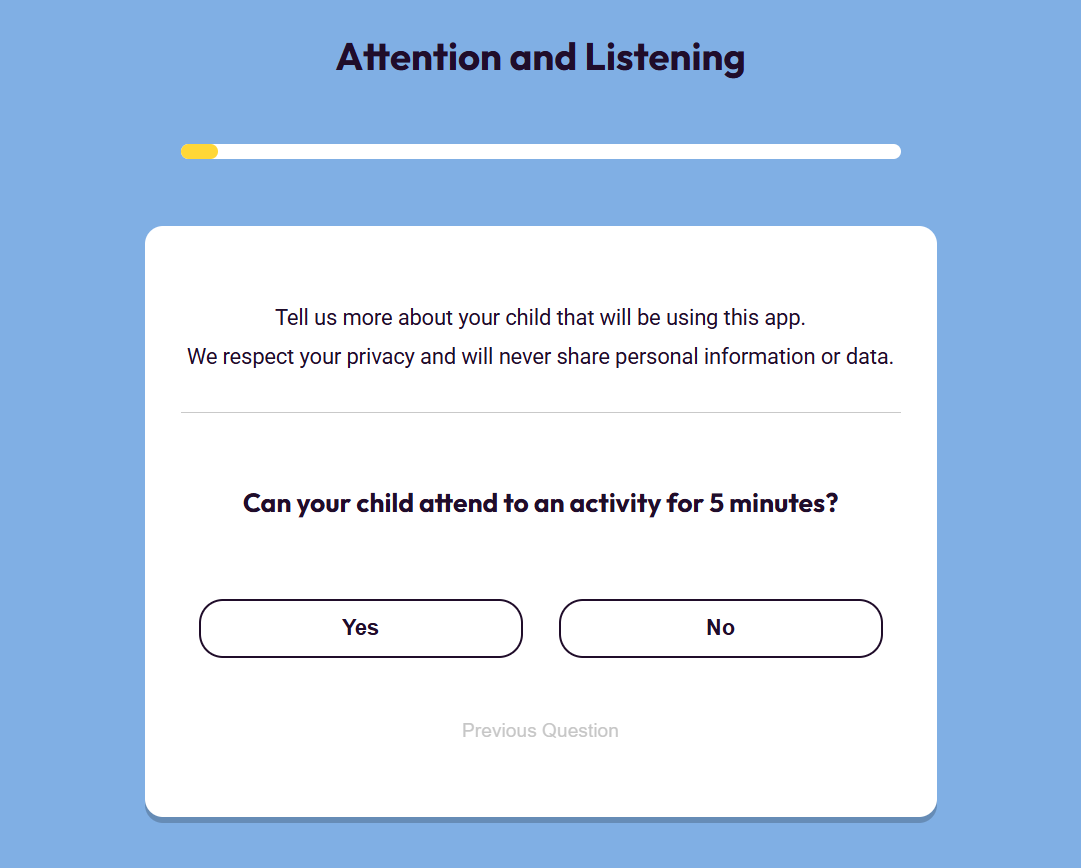 Attention and Listening
Tell us more about your child that will be using this app.
We respect your privacy and will never share personal information or data.
Can your child attend to an activity for 5 minutes?
Yes
No
Previous Question